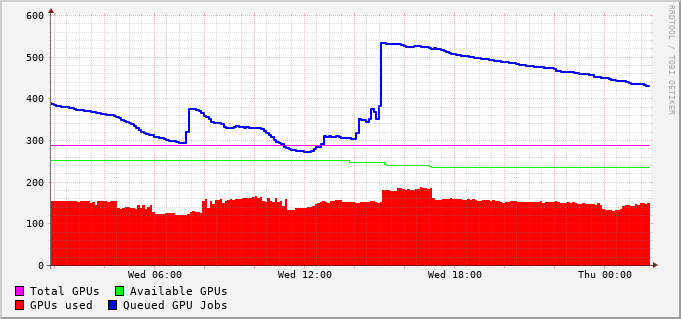 600
500
400
300
200
100
0
Wed 06:00 Wed 12:00 Wed 18:00 Thu 00:00
Total GPUs Available GPUs
GPUs used Queued GPU Jobs
RRDTOOL / TOBI OETIKER